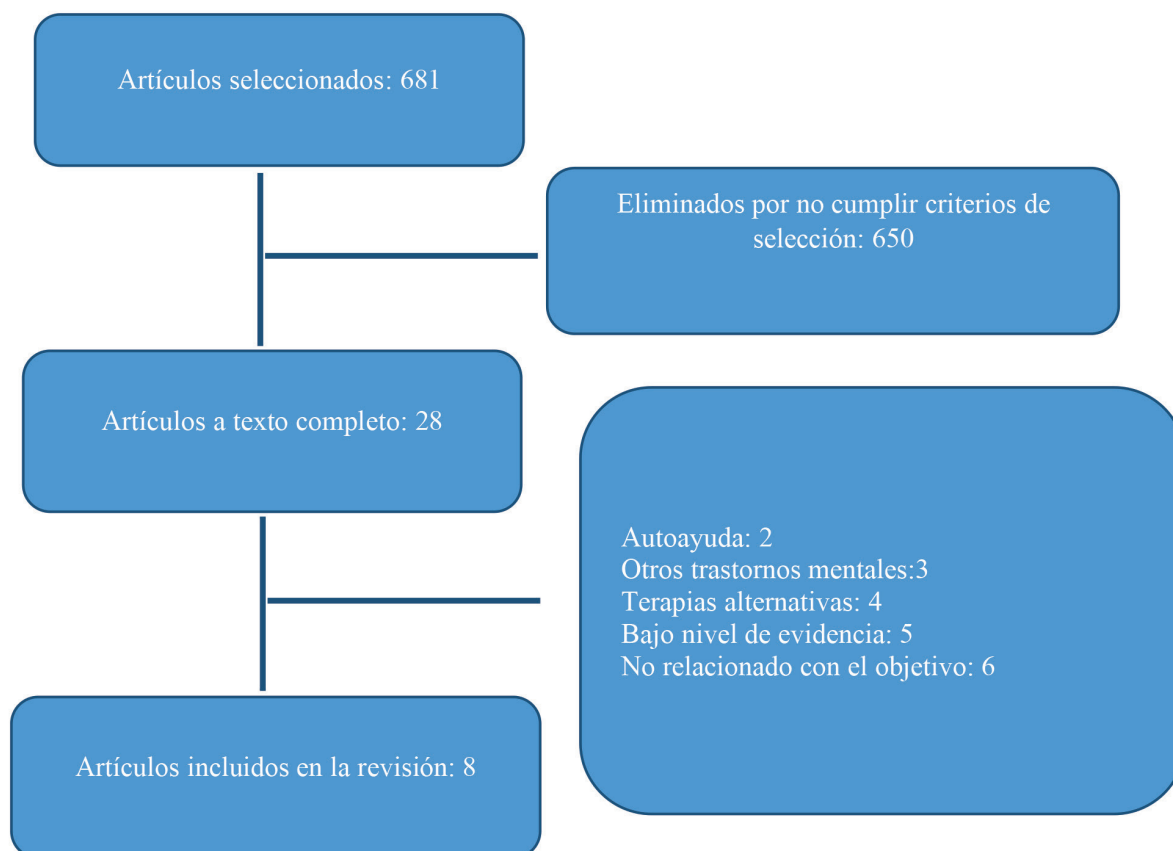 Artículos seleccionados: 681
Eliminados por no cumplir criterios de
selección: 650
Artículos a texto completo: 28
Autoayuda: 2
Otros trastornos mentales:3
Terapias alternativas: 4
Bajo nivel de evidencia: 5
No relacionado con el objetivo: 6
Artículos incluidos en la revisión: 8